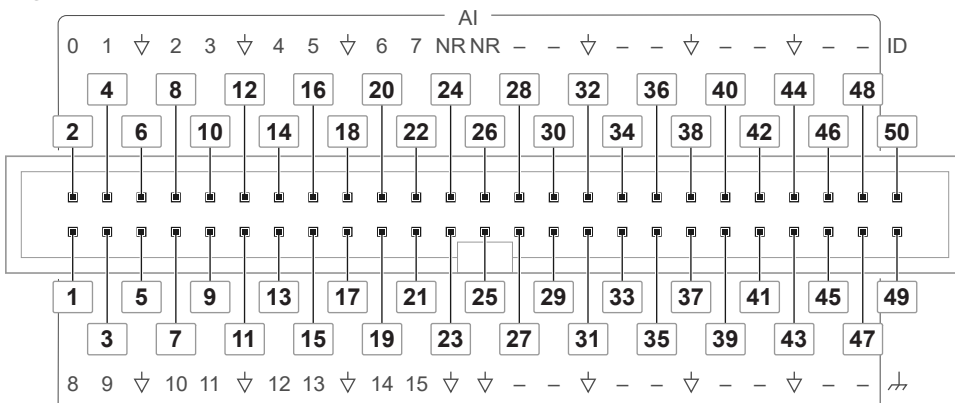 AI
0 1 2 3 4 5 6 7 NR NR – – – – – – – – ID
4 8 12 16 20 24 28 32 36 40 44 48
2 6 10 14 18 22 26 30 34 38 42 46 50
1 5 9 13 17 21 25 29 33 37 41 45 49
3 7 11 15 19 23 27 31 35 39 43 47
8 9 10 11 12 13 14 15 – – – – – – – –